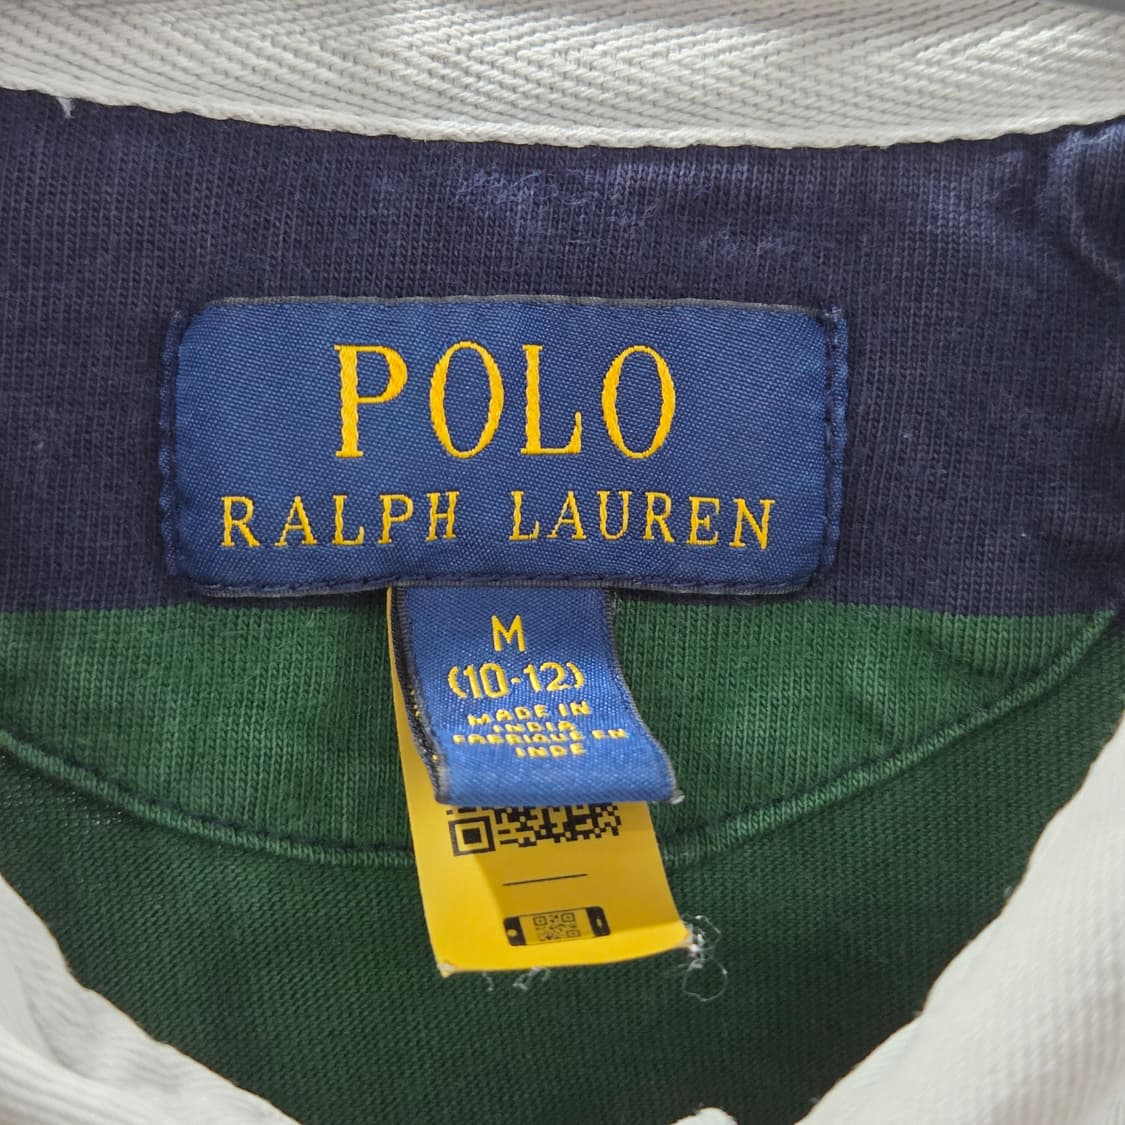 POLO
RALPH LAUREN
M
(10-12)
MADE IN
INDIA
FABRIQUÉ EN
INDE